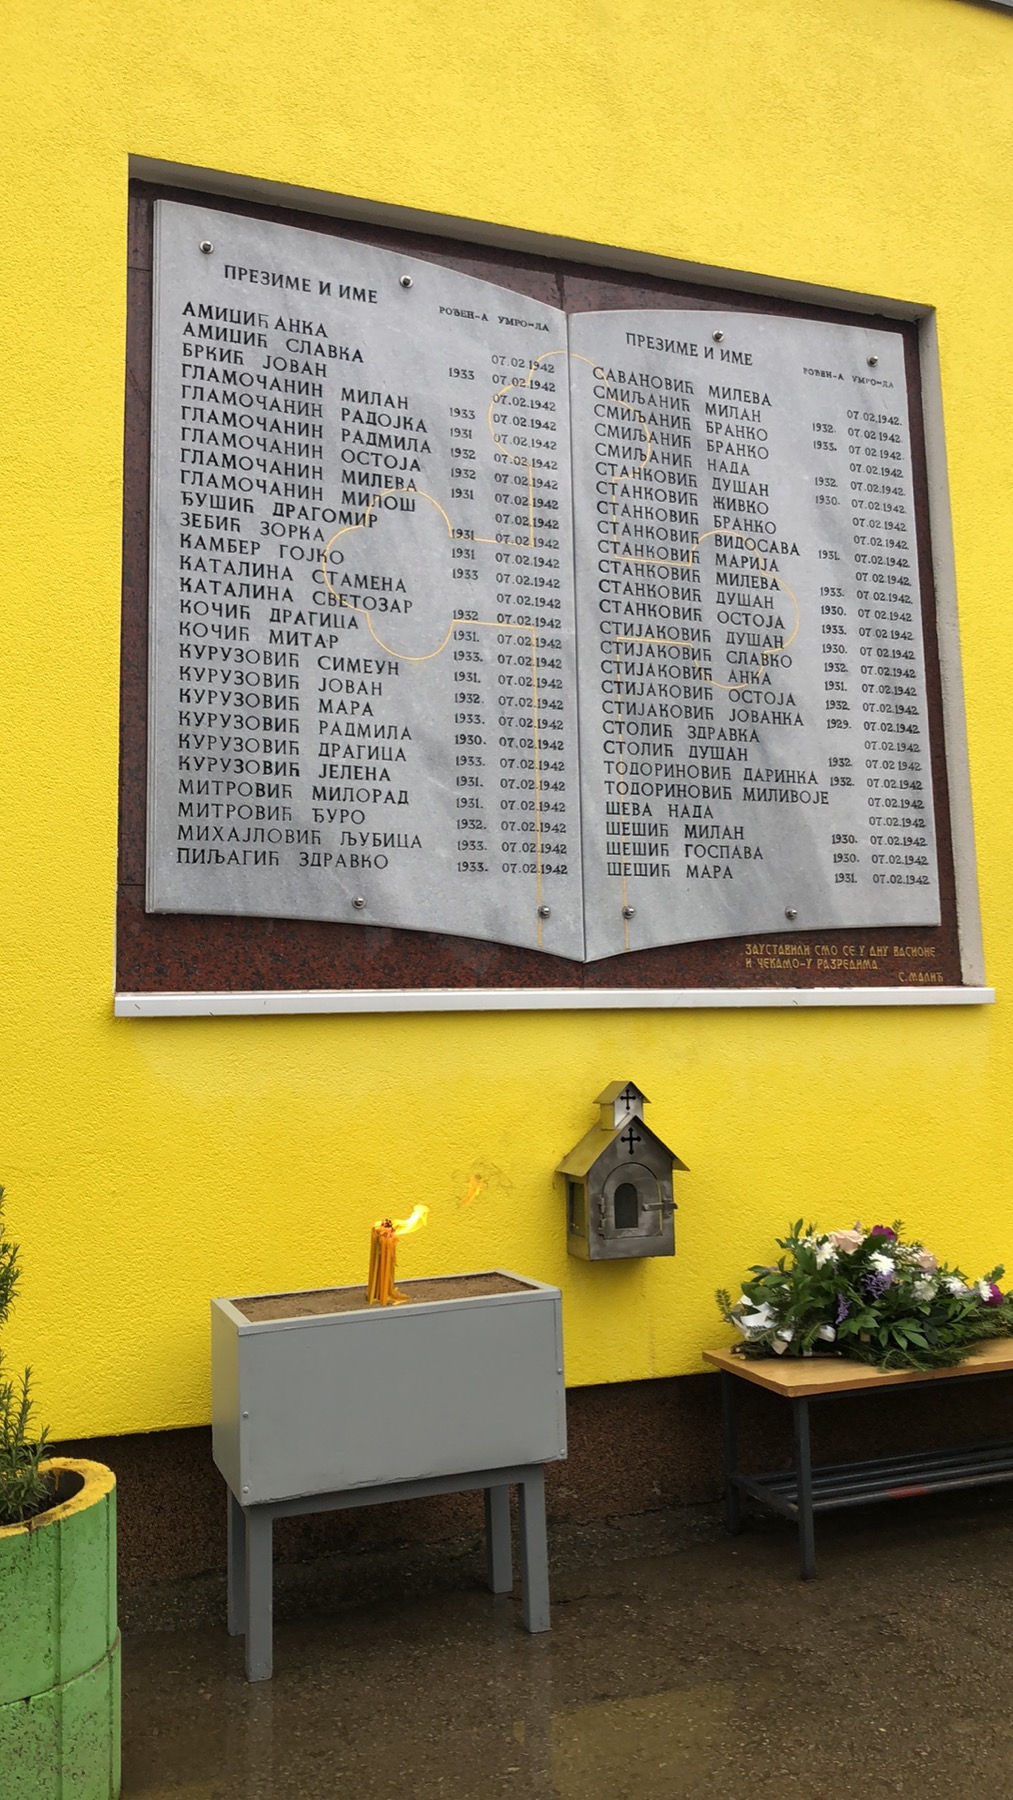 ПРЕЗИМЕ И ИМЕ РОЂЕН-А УМРО-ЛА
АМИЏИЋ АНКА 07.02.1942
АМИЏИЋ СЛАВКА 1933 07.02.1942
БРКИЋ ЈОВАН 07.02.1942
ГЛАМОЧАНИН МИЛАН 1933 07.02.1942
ГЛАМОЧАНИН РАДОЈКА 1931 07.02.1942
ГЛАМОЧАНИН РАДМИЛА 1932 07.02.1942
ГЛАМОЧАНИН ОСТОЈА 1932 07.02.1942
ГЛАМОЧАНИН МИЛЕВА 1931 07.02.1942
ГЛАМОЧАНИН МИЛОШ 07.02.1942
ЂУШИЋ ДРАГОМИР 1931 07.02.1942
ЗЕБИЋ ЗОРКА 1931 07.02.1942
КАМБЕР ГОЈКО 1933 07.02.1942
КАТАЛИНА СТАМЕНА 07.02.1942
КАТАЛИНА СВЕТОЗАР 1932 07.02.1942
КОЧИЋ ДРАГИЦА 1931. 07.02.1942
КОЧИЋ МИТАР 1933. 07.02.1942
КУРУЗОВИЋ СИМЕУН 1931. 07.02.1942
КУРУЗОВИЋ ЈОВАН 1932. 07.02.1942
КУРУЗОВИЋ МАРА 1933. 07.02.1942
КУРУЗОВИЋ РАДМИЛА 1930. 07.02.1942
КУРУЗОВИЋ ДРАГИЦА 1933. 07.02.1942
КУРУЗОВИЋ ЈЕЛЕНА 1931. 07.02.1942
МИТРОВИЋ МИЛОРАД 1931. 07.02.1942
МИТРОВИЋ ЂУРО 1932. 07.02.1942
МИХАЈЛОВИЋ ЉУБИЦА 1933. 07.02.1942
ПИЉАГИЋ ЗДРАВКО 1933. 07.02.1942
ПРЕЗИМЕ И ИМЕ РОЂЕН-А УМРО-ЛА
САВАНОВИЋ МИЛЕВА 07.02.1942.
СМИЉАНИЋ МИЛАН 1932. 07.02.1942.
СМИЉАНИЋ БРАНКО 1933. 07.02.1942.
СМИЉАНИЋ БРАНКО 07.02.1942.
СМИЉАНИЋ НАДА 1932. 07.02.1942.
СТАНКОВИЋ ДУШАН 1930. 07.02.1942.
СТАНКОВИЋ ЖИВКО 07.02.1942.
СТАНКОВИЋ БРАНКО 07.02.1942.
СТАНКОВИЋ ВИДОСАВА 1931. 07.02.1942.
СТАНКОВИЋ МАРИЈА 07.02.1942.
СТАНКОВИЋ МИЛЕВА 1933. 07.02.1942.
СТАНКОВИЋ ДУШАН 1930. 07.02.1942.
СТАНКОВИЋ ОСТОЈА 1933. 07.02.1942.
СТИЈАКОВИЋ ДУШАН 1930. 07.02.1942.
СТИЈАКОВИЋ СЛАВКО 1932. 07.02.1942.
СТИЈАКОВИЋ АНКА 1931. 07.02.1942.
СТИЈАКОВИЋ ОСТОЈА 1932. 07.02.1942.
СТИЈАКОВИЋ ЈОВАНКА 1929. 07.02.1942.
СТОЛИЋ ЗДРАВКА 07.02.1942.
СТОЛИЋ ДУШАН 1932. 07.02.1942.
ТОДОРИНОВИЋ ДАРИНКА 1932. 07.02.1942.
ТОДОРИНОВИЋ МИЛИВОЈЕ 07.02.1942.
ШЕВА НАДА 07.02.1942.
ШЕШИЋ МИЛАН 1930. 07.02.1942.
ШЕШИЋ ГОСПАВА 1930. 07.02.1942.
ШЕШИЋ МАРА 1931. 07.02.1942.
ЗАУСТАВИЛИ СМО СЕ У ДНУ ВАСИОНЕ
И ЧЕКАМО-У РАЗРЕДИМА.
С. МАЛИЋ